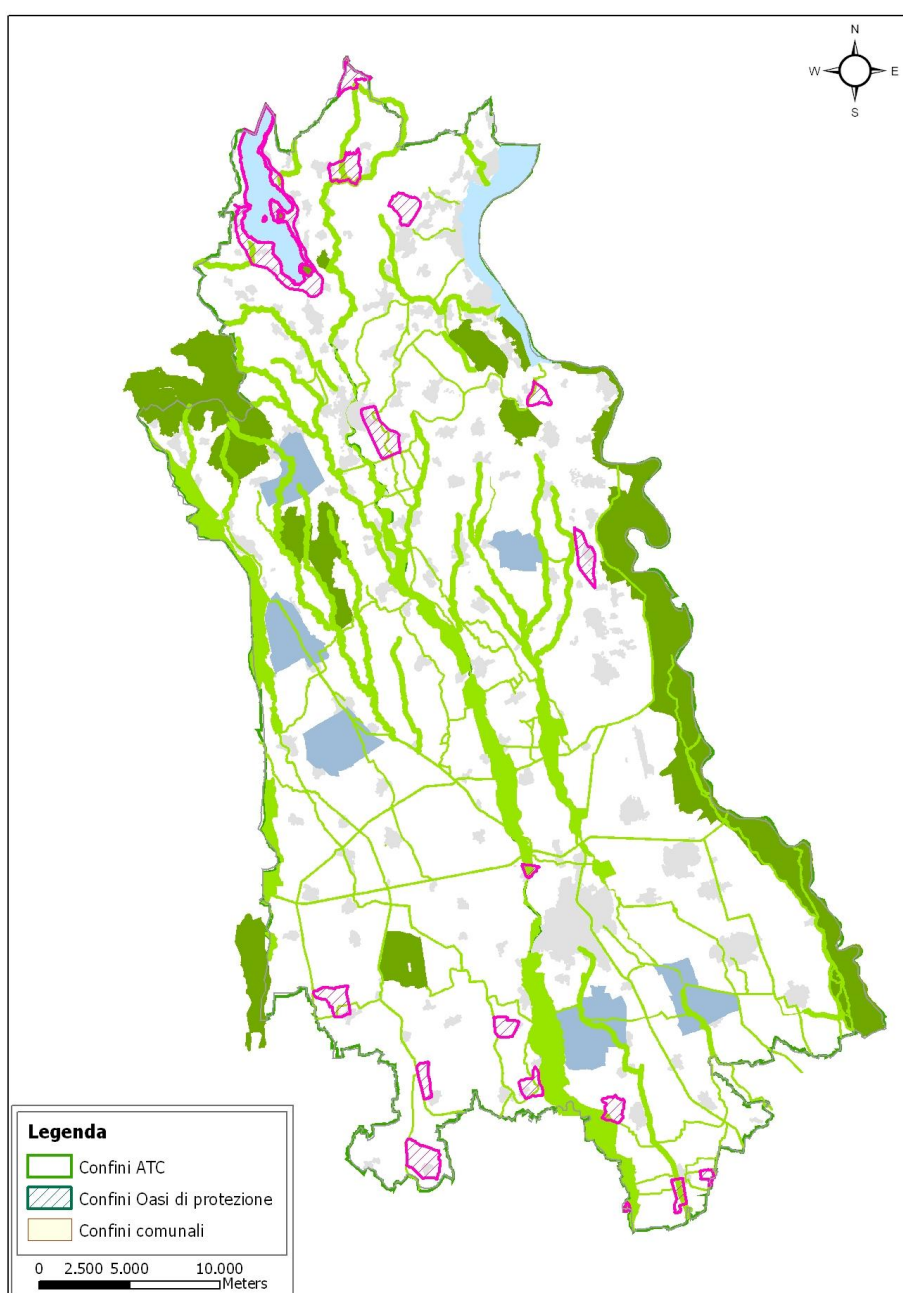 N
W E
S
Legenda
Confini ATC
Confini Oasi di protezione
Confini comunali
0 2.500 5.000 10.000
Meters